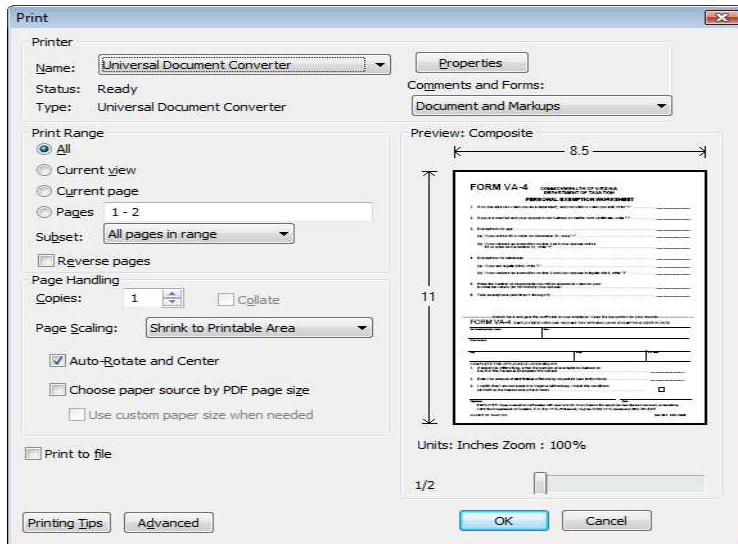 Print
Printer
Name: Universal Document Converter
Properties
Status: Ready
Comments and Forms:
Type: Universal Document Converter
Document and Markups
Print Range
All
Current view
Current page
Pages 1 - 2
Subset: All pages in range
Reverse pages
Page Handling
Copies: 1 Collate
Page Scaling: Shrink to Printable Area
Auto-Rotate and Center
Choose paper source by PDF page size
Use custom paper size when needed
Print to file
Preview: Composite
8.5
11
FORM VA-4 COMMONWEALTH OF VIRGINIA
DEPARTMENT OF TAXATION
PERSONAL EXEMPTION WORKSHEET
FORM VA-4
Units: Inches Zoom : 100%
1/2
Printing Tips Advanced
OK Cancel